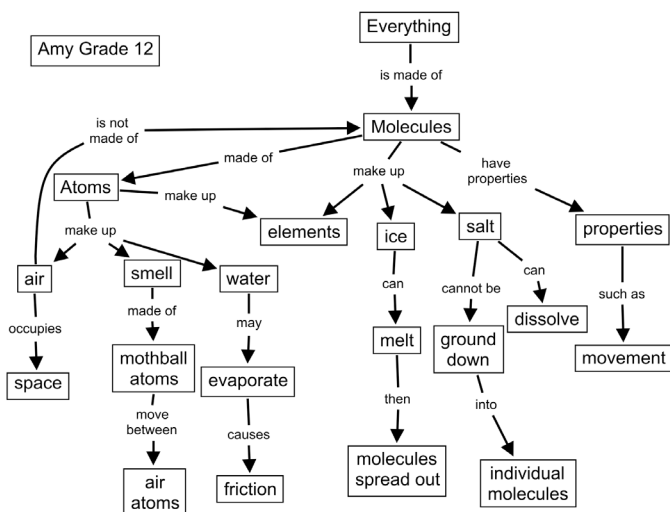 Everything
Amy Grade 12
is made of
is not
made of
Molecules
made of
have
properties
make up
Atoms
make up
elements
ice
salt
properties
make up
air
smell
water
can
cannot be
can
such as
occupies
made of
may
melt
ground
down
dissolve
movement
space
mothball
atoms
evaporate
move
between
causes
then
into
air
atoms
friction
molecules
spread out
individual
molecules